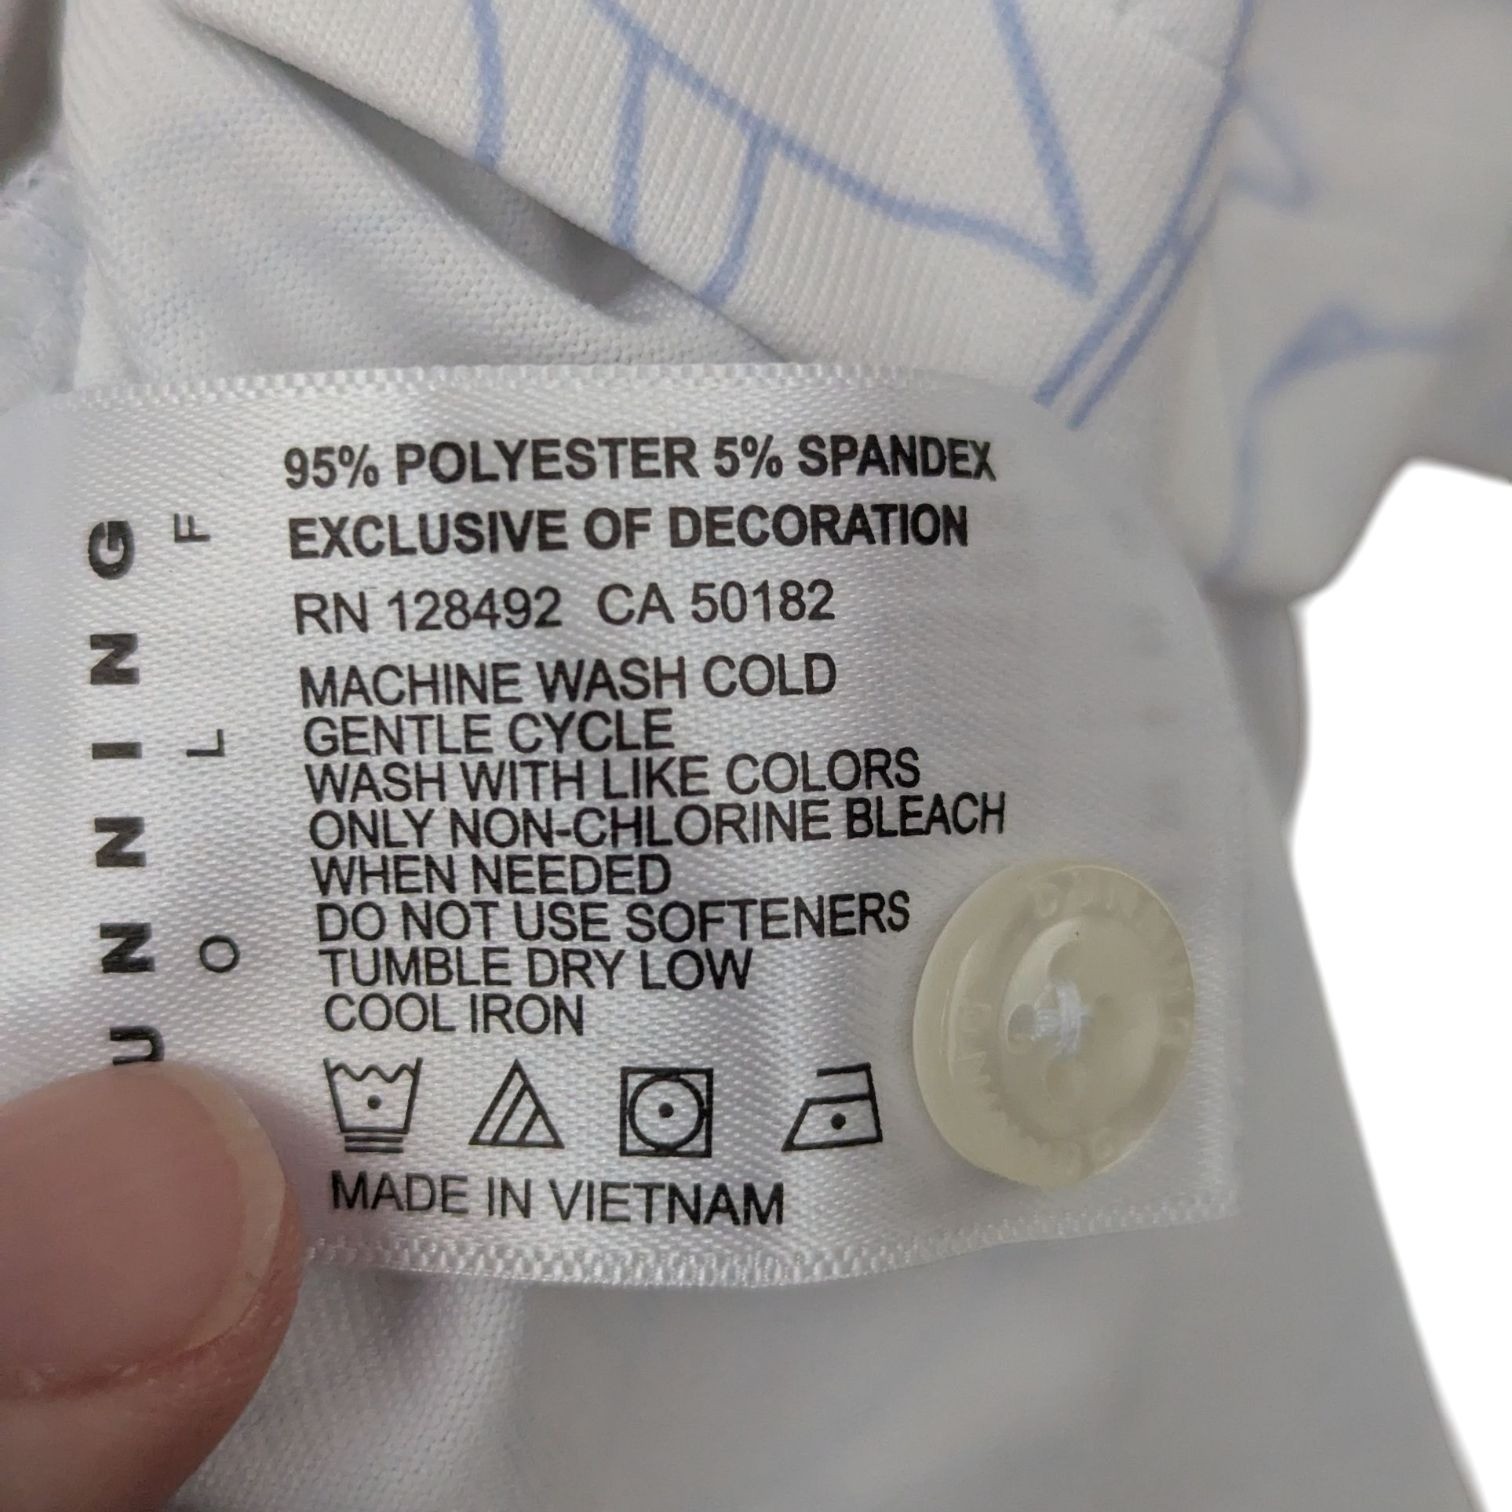 95% POLYESTER 5% SPANDEX
EXCLUSIVE OF DECORATION
RN 128492 CA 50182
MACHINE WASH COLD
GENTLE CYCLE
WASH WITH LIKE COLORS
ONLY NON-CHLORINE BLEACH
WHEN NEEDED
DO NOT USE SOFTENERS
TUMBLE DRY LOW
COOL IRON
MADE IN VIETNAM
UNNING
OLF